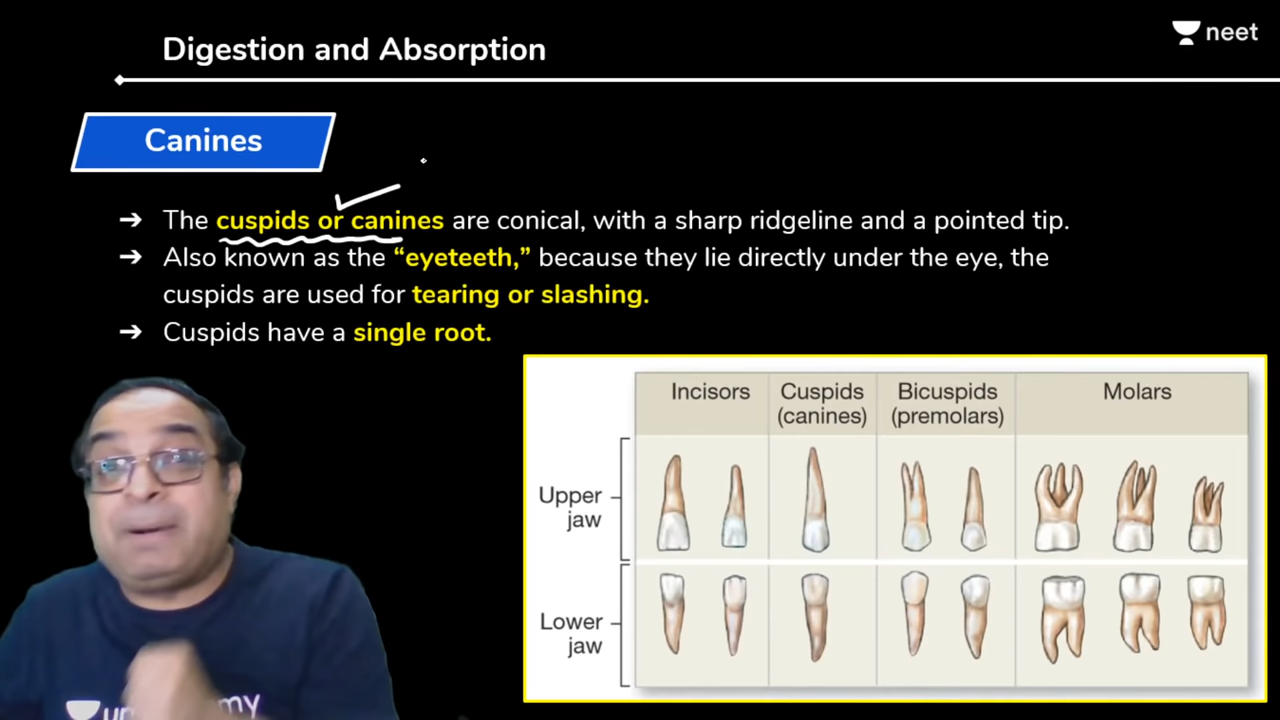 Digestion and Absorption
neet
Canines
➔ The cuspids or canines are conical, with a sharp ridgeline and a pointed tip.
➔ Also known as the “eyeteeth,” because they lie directly under the eye, the
cuspids are used for tearing or slashing.
➔ Cuspids have a single root.
Incisors
Cuspids
(canines)
Bicuspids
(premolars)
Molars
Upper
jaw
Lower
jaw